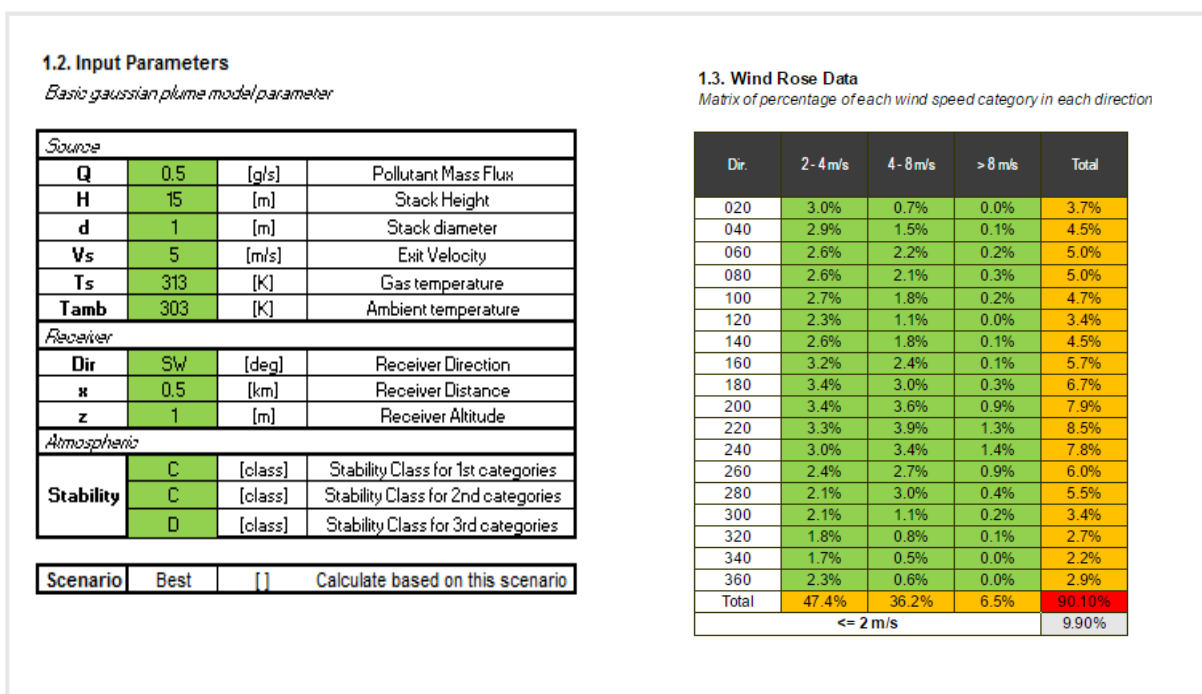 1.2. Input Parameters
Basic gaussian plume model parameter
Source
Q 0.5 [g/s] Pollutant Mass Flux
H 15 [m] Stack Height
d 1 [m] Stack diameter
Vs 5 [m/s] Exit Velocity
Ts 313 [K] Gas temperature
Tamb 303 [K] Ambient temperature
Receiver
Dir SW [deg] Receiver Direction
x 0.5 [km] Receiver Distance
z 1 [m] Receiver Altitude
Atmospheric
Stability
C [class] Stability Class for 1st categories
C [class] Stability Class for 2nd categories
D [class] Stability Class for 3rd categories
Scenario Best [ ] Calculate based on this scenario
1.3. Wind Rose Data
Matrix of percentage of each wind speed category in each direction
Dir. 2 - 4 m/s 4 - 8 m/s > 8 m/s Total
020 3.0% 0.7% 0.0% 3.7%
040 2.9% 1.5% 0.1% 4.5%
060 2.6% 2.2% 0.2% 5.0%
080 2.6% 2.1% 0.3% 5.0%
100 2.7% 1.8% 0.2% 4.7%
120 2.3% 1.1% 0.0% 3.4%
140 2.6% 1.8% 0.1% 4.5%
160 3.2% 2.4% 0.1% 5.7%
180 3.4% 3.0% 0.3% 6.7%
200 3.4% 3.6% 0.9% 7.9%
220 3.3% 3.9% 1.3% 8.5%
240 3.0% 3.4% 1.4% 7.8%
260 2.4% 2.7% 0.9% 6.0%
280 2.1% 3.0% 0.4% 5.5%
300 2.1% 1.1% 0.2% 3.4%
320 1.8% 0.8% 0.1% 2.7%
340 1.7% 0.5% 0.0% 2.2%
360 2.3% 0.6% 0.0% 2.9%
Total 47.4% 36.2% 6.5% 90.10%
<= 2 m/s 9.90%